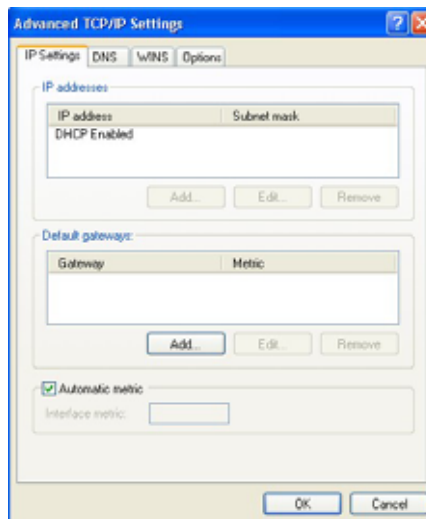 Advanced TCP/IP Settings
IP Settings DNS WINS Options
IP addresses
IP address Subnet mask
DHCP Enabled
Add... Edit... Remove
Default gateways:
Gateway Metric
Add... Edit... Remove
Automatic metric
Interface metric:
OK Cancel